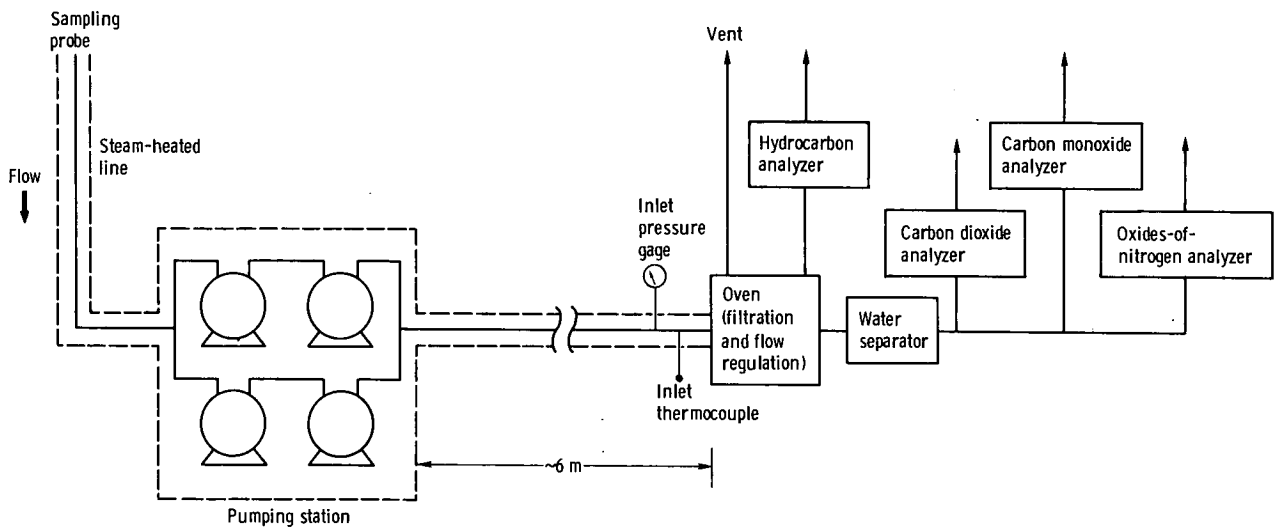 Sampling
probe
Steam-heated
line
Flow
Pumping station
Inlet
pressure
gage
Inlet
thermocouple
~6 m
Vent
Oven
(filtration
and flow
regulation)
Hydrocarbon
analyzer
Water
separator
Carbon dioxide
analyzer
Carbon monoxide
analyzer
Oxides-of-
nitrogen analyzer